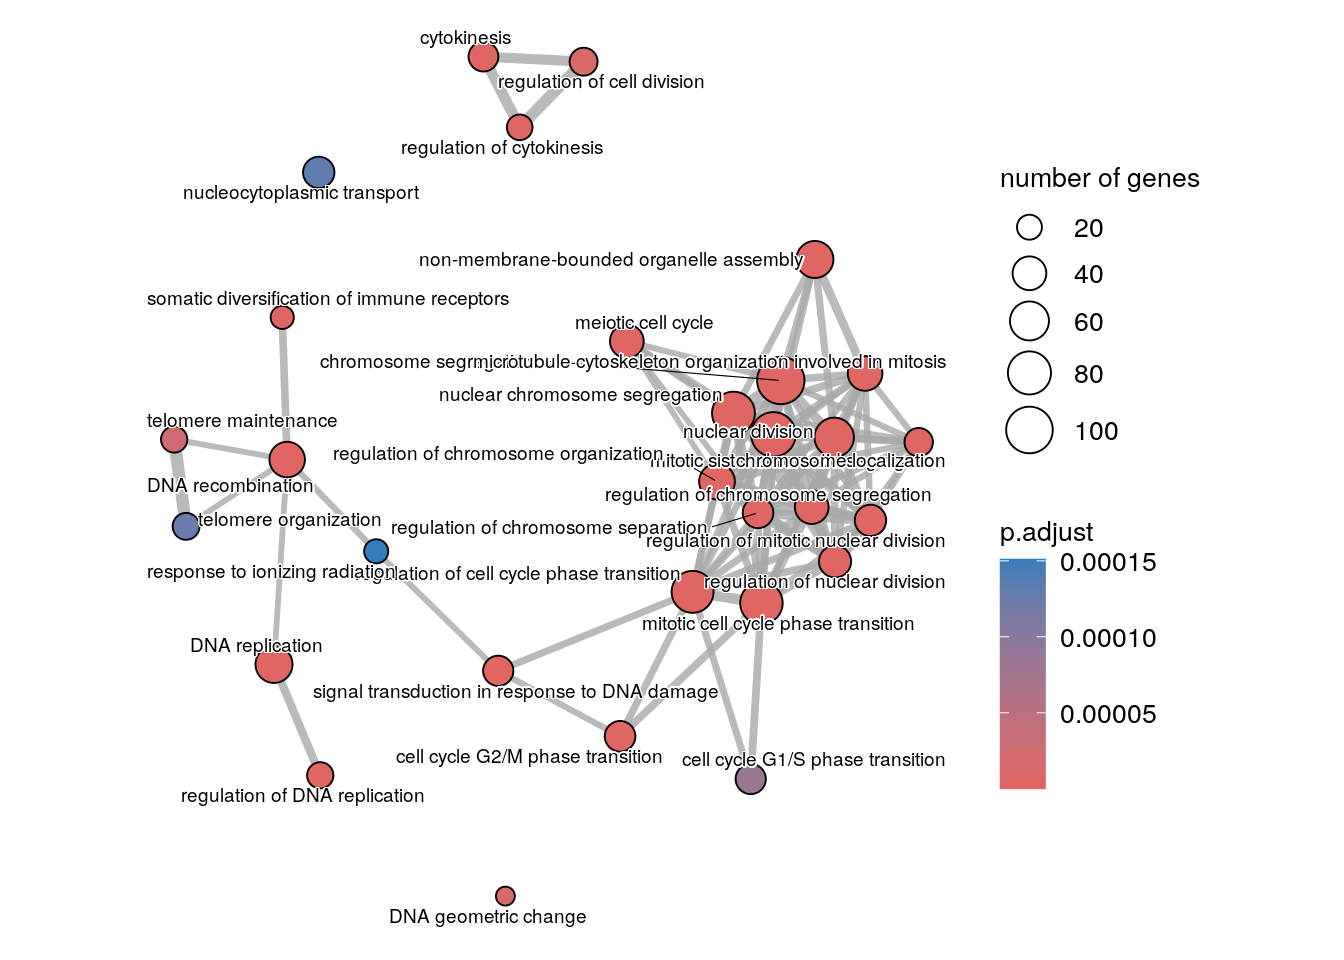 cytokinesis
regulation of cell division
regulation of cytokinesis
nucleocytoplasmic transport
number of genes
20
40
60
80
100
non-membrane-bounded organelle assembly
somatic diversification of immune receptors
meiotic cell cycle
chromosome
microtubule cytoskeleton organization involved in mitosis
nuclear chromosome segregation
telomere maintenance
nuclear division
regulation of chromosome organization
mitotic
chromosome localization
DNA recombination
regulation of chromosome segregation
telomere organization
regulation of chromosome separation
regulation of mitotic nuclear division
response to ionizing radiation
regulation of cell cycle phase transition
regulation of nuclear division
mitotic cell cycle phase transition
DNA replication
signal transduction in response to DNA damage
cell cycle G2/M phase transition
cell cycle G1/S phase transition
regulation of DNA replication
DNA geometric change
p.adjust
0.00015
0.00010
0.00005